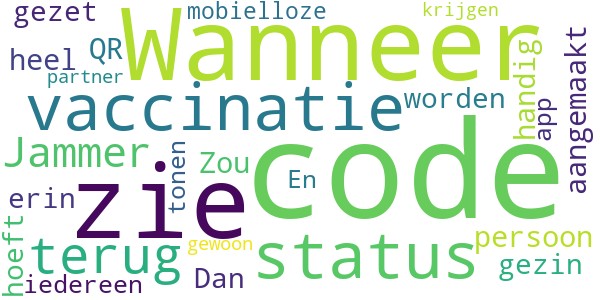 gezet
mobielloze
krijgen
Wanneer
heel
QR
partner
vaccinatie
worden
handig
app
aangemaakt
code
Jammer
zie
tonen
Zou
En
erin
hoeft
terug
gewoon
status
persoon
gezin
iedereen
Dan